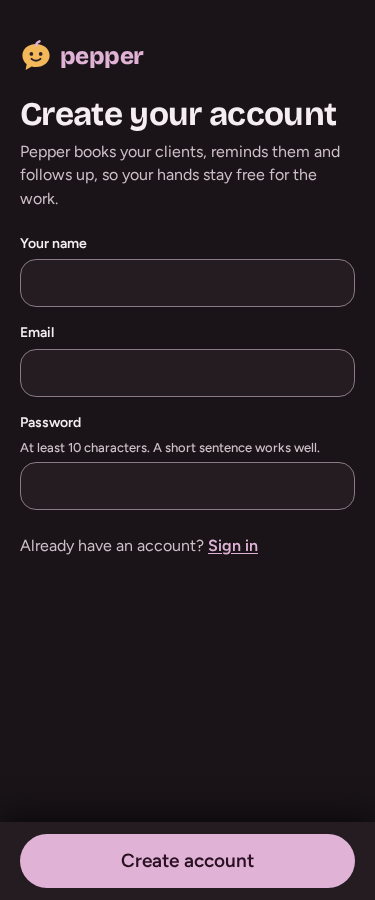 pepper
Create your account
Pepper books your clients, reminds them and
follows up, so your hands stay free for the
work.
Your name
Email
Password
At least 10 characters. A short sentence works well.
Already have an account? Sign in
Create account